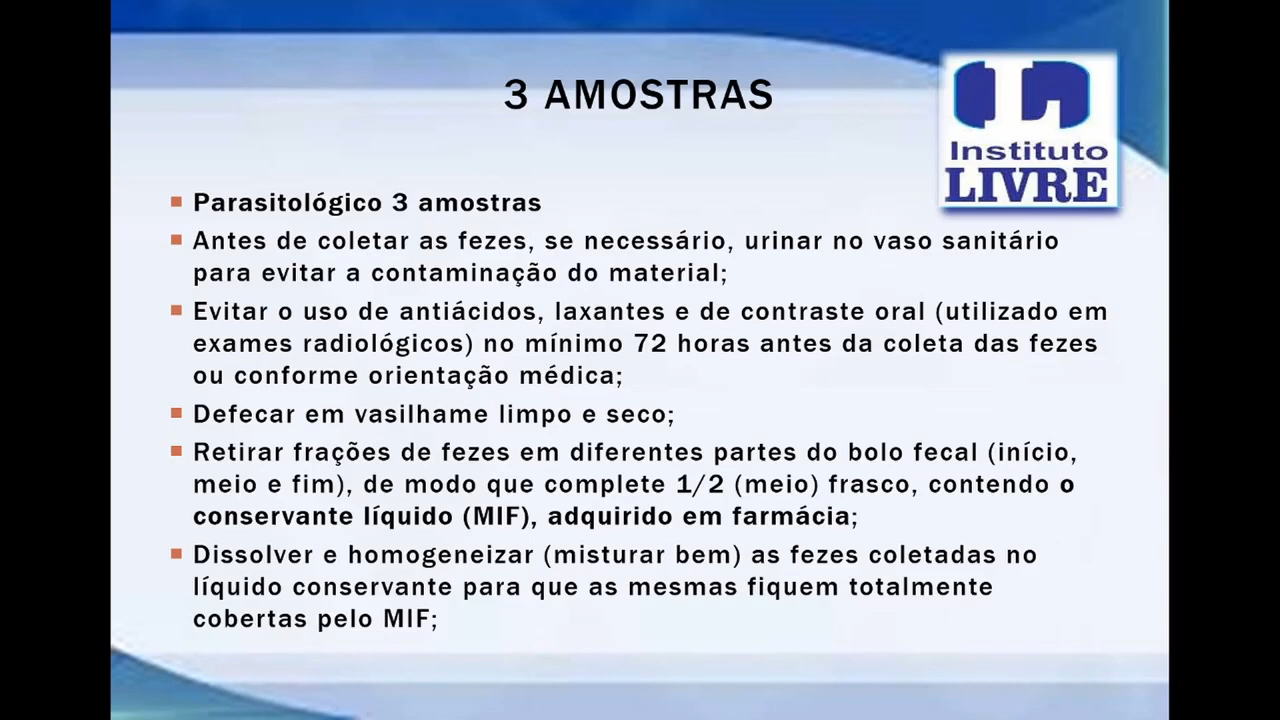 3 AMOSTRAS
Instituto
LIVRE
Parasitológico 3 amostras
Antes de coletar as fezes, se necessário, urinar no vaso sanitário
para evitar a contaminação do material;
Evitar o uso de antiácidos, laxantes e de contraste oral (utilizado em
exames radiológicos) no mínimo 72 horas antes da coleta das fezes
ou conforme orientação médica;
Defecar em vasilhame limpo e seco;
Retirar frações de fezes em diferentes partes do bolo fecal (início,
meio e fim), de modo que complete 1/2 (meio) frasco, contendo o
conservante líquido (MIF), adquirido em farmácia;
Dissolver e homogeneizar (misturar bem) as fezes coletadas no
líquido conservante para que as mesmas fiquem totalmente
cobertas pelo MIF;